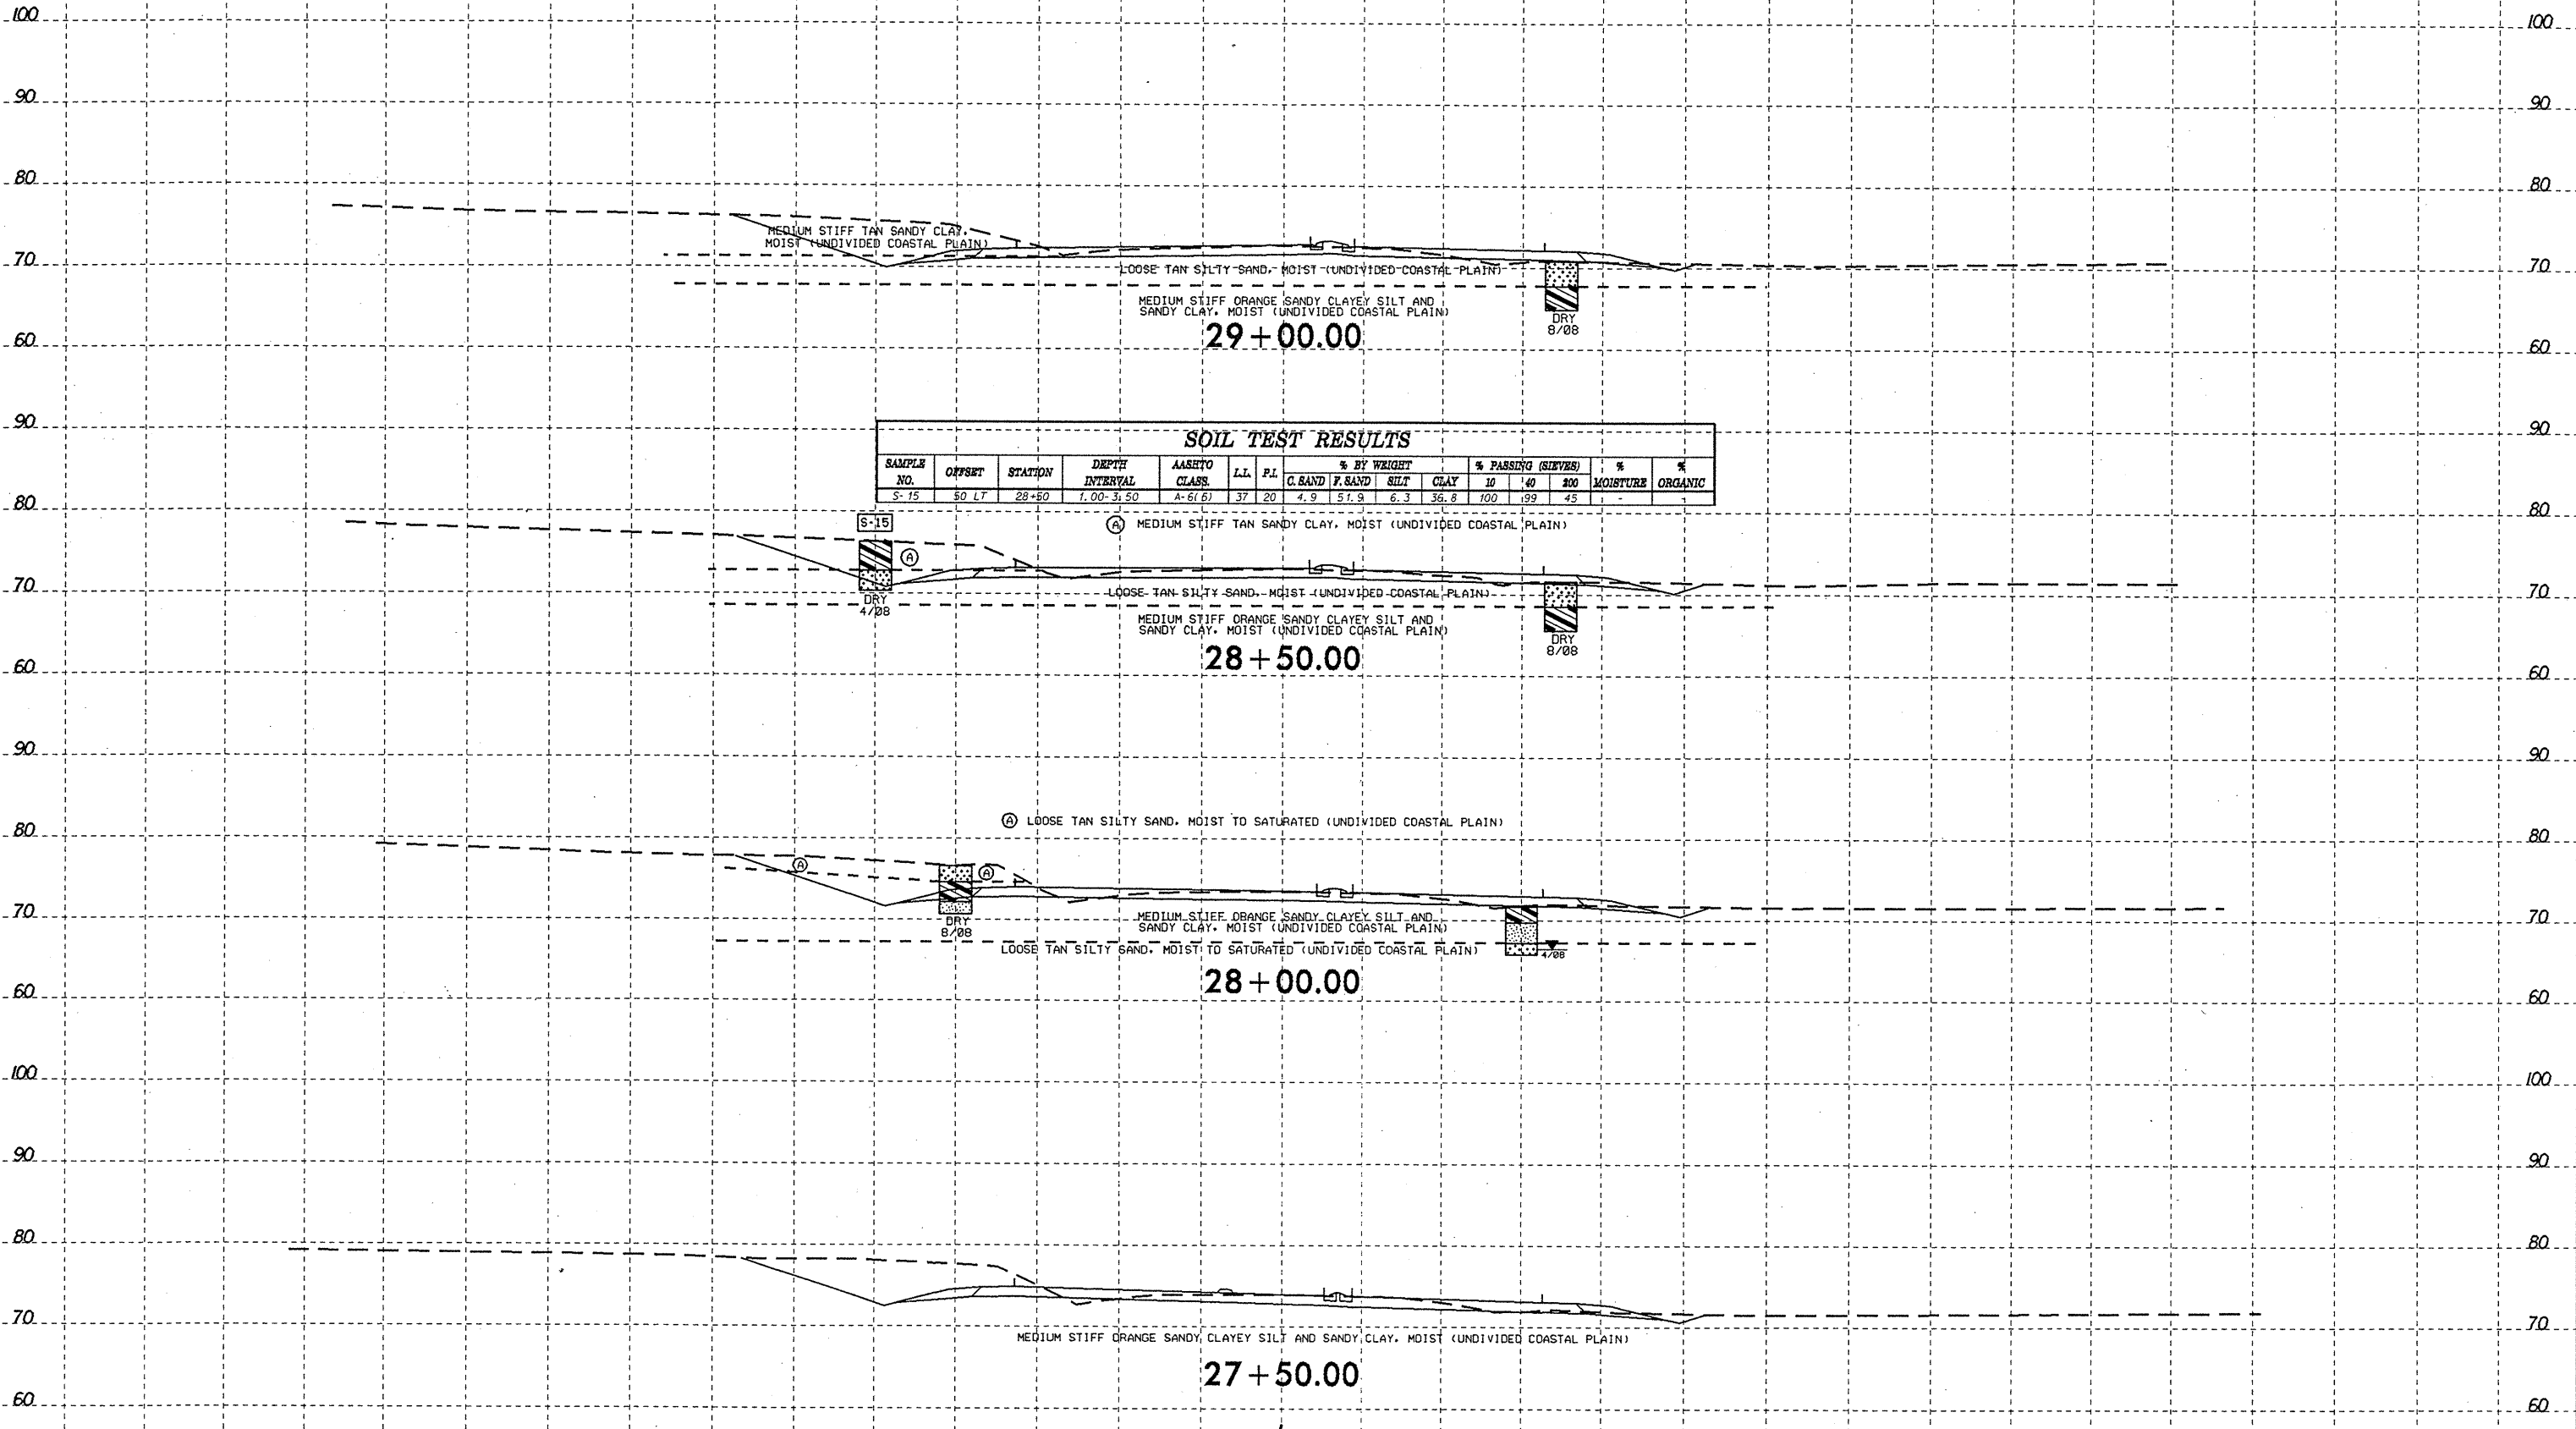 100 100
90 90
80 80
MEDIUM STIFF TAN SANDY CLAY,
MOIST (UNDIVIDED COASTAL PLAIN)
70 70
LOOSE TAN SILTY SAND, MOIST (UNDIVIDED COASTAL PLAIN)
MEDIUM STIFF ORANGE SANDY CLAYEY SILT AND
SANDY CLAY, MOIST (UNDIVIDED COASTAL PLAIN)
DRY
8/08
29+00.00
60 60
90 90
SOIL TEST RESULTS
SAMPLE NO. OFFSET STATION DEPTH INTERVAL AASHTO CLASS. L.L. P.I. % BY WEIGHT % PASSING (SIEVES) % MOISTURE % ORGANIC
C. SAND F. SAND SILT CLAY 10 40 200
S-15 50 LT 28+50 1.00-3.50 A-6(6) 37 20 4.9 51.9 6.3 36.8 100 99 45 - -
80 80
S-15
A MEDIUM STIFF TAN SANDY CLAY, MOIST (UNDIVIDED COASTAL PLAIN)
A
70 70
LOOSE TAN SILTY SAND, MOIST (UNDIVIDED COASTAL PLAIN)
DRY
4/08
MEDIUM STIFF ORANGE SANDY CLAYEY SILT AND
SANDY CLAY, MOIST (UNDIVIDED COASTAL PLAIN)
DRY
8/08
28+50.00
60 60
90 90
A LOOSE TAN SILTY SAND, MOIST TO SATURATED (UNDIVIDED COASTAL PLAIN)
80 80
A A
70 70
MEDIUM STIFF ORANGE SANDY CLAYEY SILT AND
SANDY CLAY, MOIST (UNDIVIDED COASTAL PLAIN)
DRY
8/08
LOOSE TAN SILTY SAND, MOIST TO SATURATED (UNDIVIDED COASTAL PLAIN)
4/08
28+00.00
60 60
100 100
90 90
80 80
70 70
MEDIUM STIFF ORANGE SANDY CLAYEY SILT AND SANDY CLAY, MOIST (UNDIVIDED COASTAL PLAIN)
27+50.00
60 60